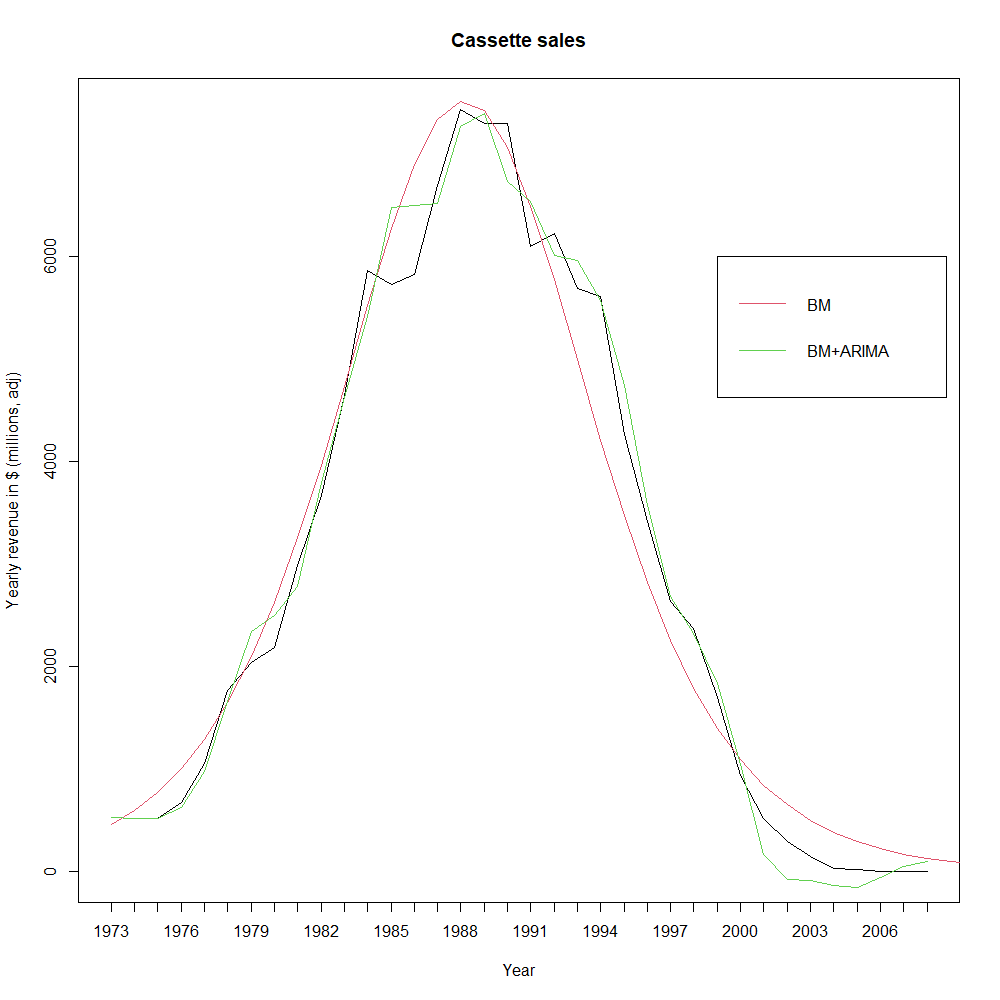 Cassette sales
Yearly revenue in $ (millions, adj)
6000
4000
2000
0
BM
BM+ARIMA
1973 1976 1979 1982 1985 1988 1991 1994 1997 2000 2003 2006
Year